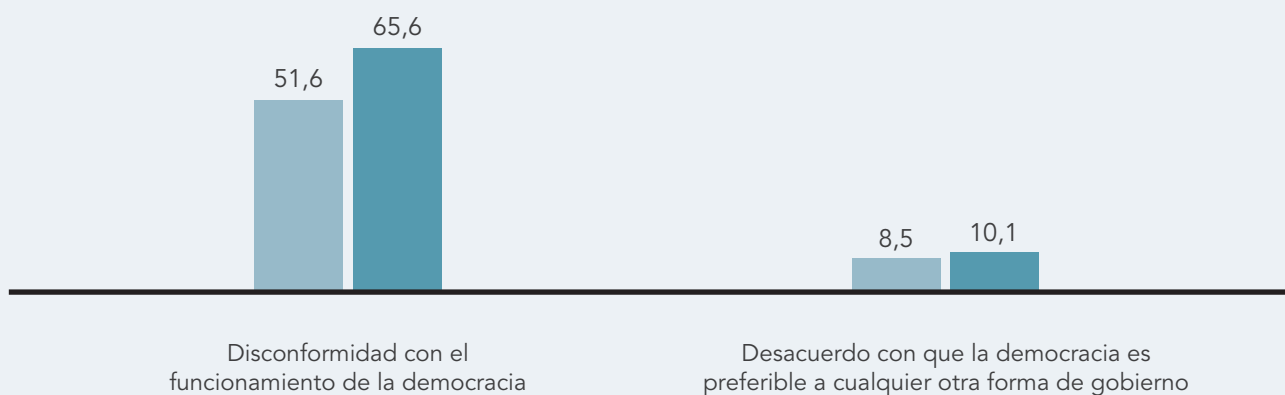 65,6
51,6
10,1
8,5
Disconformidad con el
funcionamiento de la democracia
Desacuerdo con que la democracia es
preferible a cualquier otra forma de gobierno